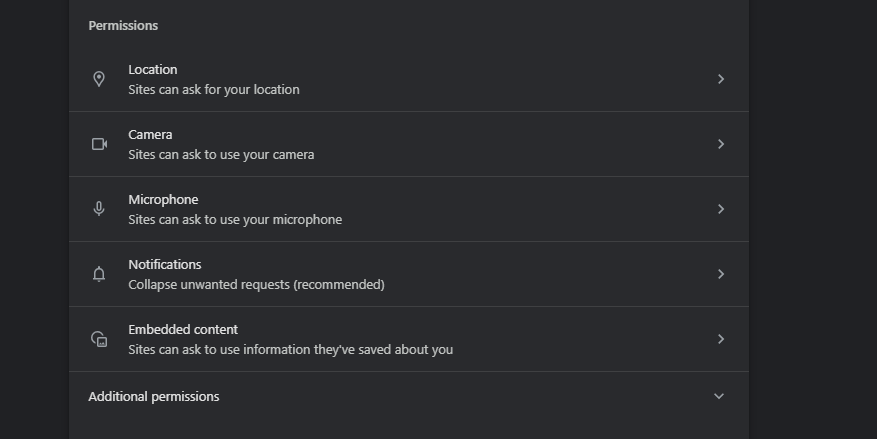 Permissions
Location
Sites can ask for your location
Camera
Sites can ask to use your camera
Microphone
Sites can ask to use your microphone
Notifications
Collapse unwanted requests (recommended)
Embedded content
Sites can ask to use information they've saved about you
Additional permissions